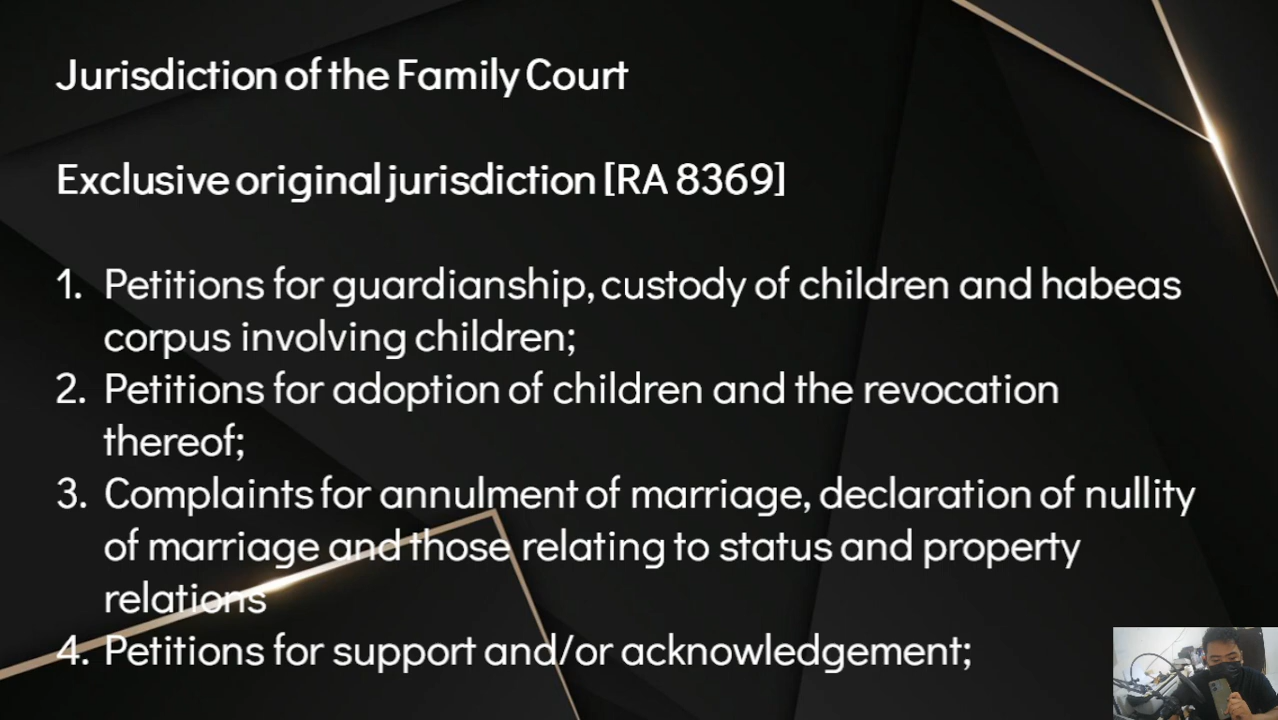 Jurisdiction of the Family Court
Exclusive original jurisdiction [RA 8369]
1. Petitions for guardianship, custody of children and habeas
corpus involving children;
2. Petitions for adoption of children and the revocation
thereof;
3. Complaints for annulment of marriage, declaration of nullity
of marriage and those relating to status and property
relations
4. Petitions for support and/or acknowledgement;